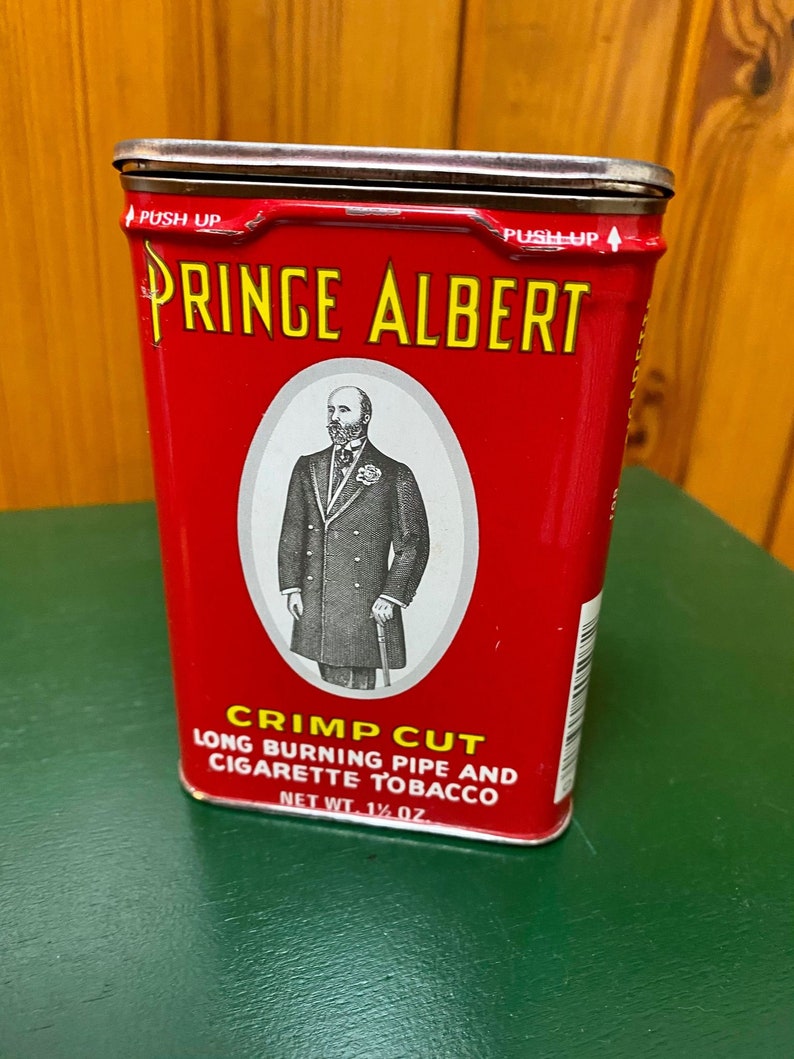 PUSH UP
PUSH UP
PRINCE ALBERT
CRIMP CUT
LONG BURNING PIPE AND
CIGARETTE TOBACCO
NET WT. 1½ OZ.
FOR